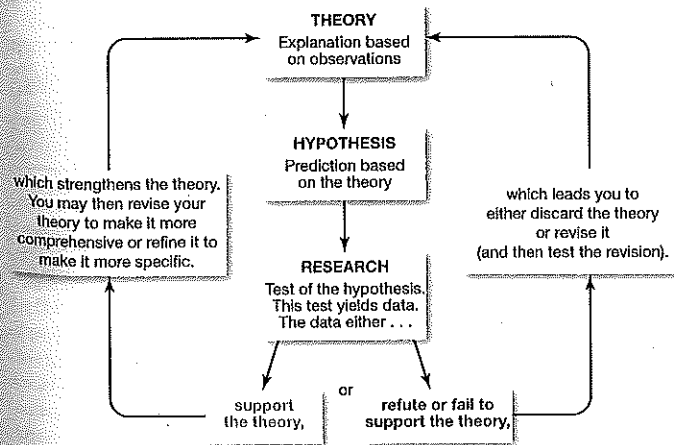 THEORY
Explanation based
on observations
HYPOTHESIS
Prediction based
on the theory
RESEARCH
Test of the hypothesis.
This test yields data.
The data either . . .
support
the theory,
or
refute or fail to
support the theory,
which strengthens the theory.
You may then revise your
theory to make it more
comprehensive or refine it to
make it more specific.
which leads you to
either discard the theory
or revise it
(and then test the revision).